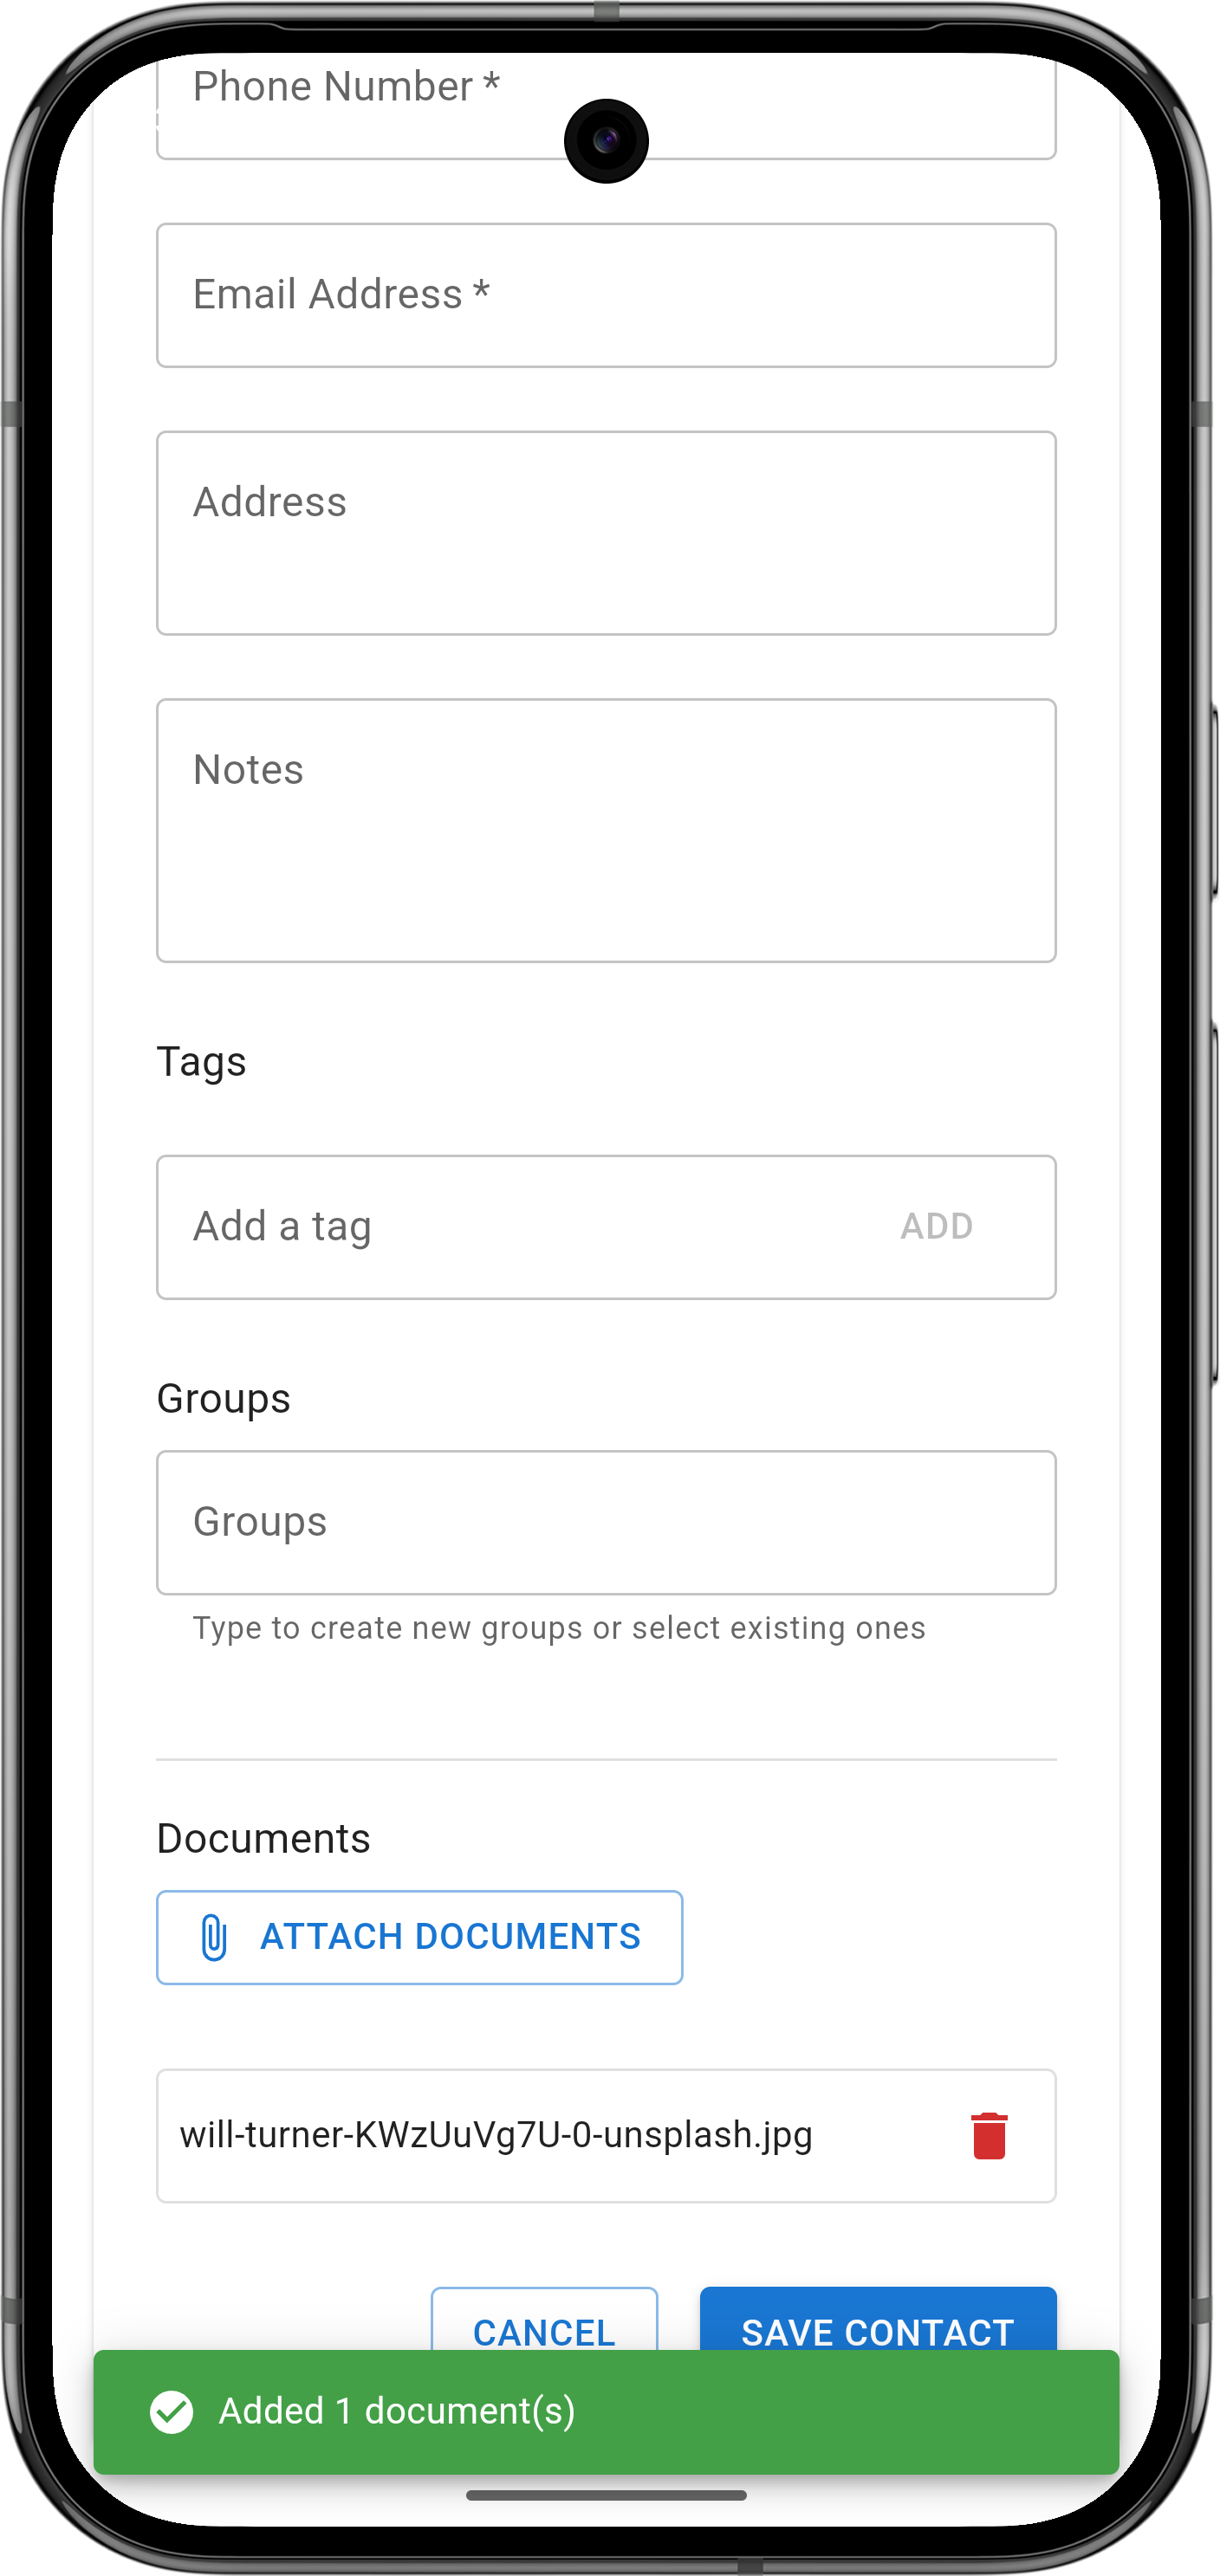 Phone Number *
Email Address *
Address
Notes
Tags
Add a tag
ADD
Groups
Groups
Type to create new groups or select existing ones
Documents
ATTACH DOCUMENTS
will-turner-KWzUuVg7U-0-unsplash.jpg
CANCEL
SAVE CONTACT
Added 1 document(s)